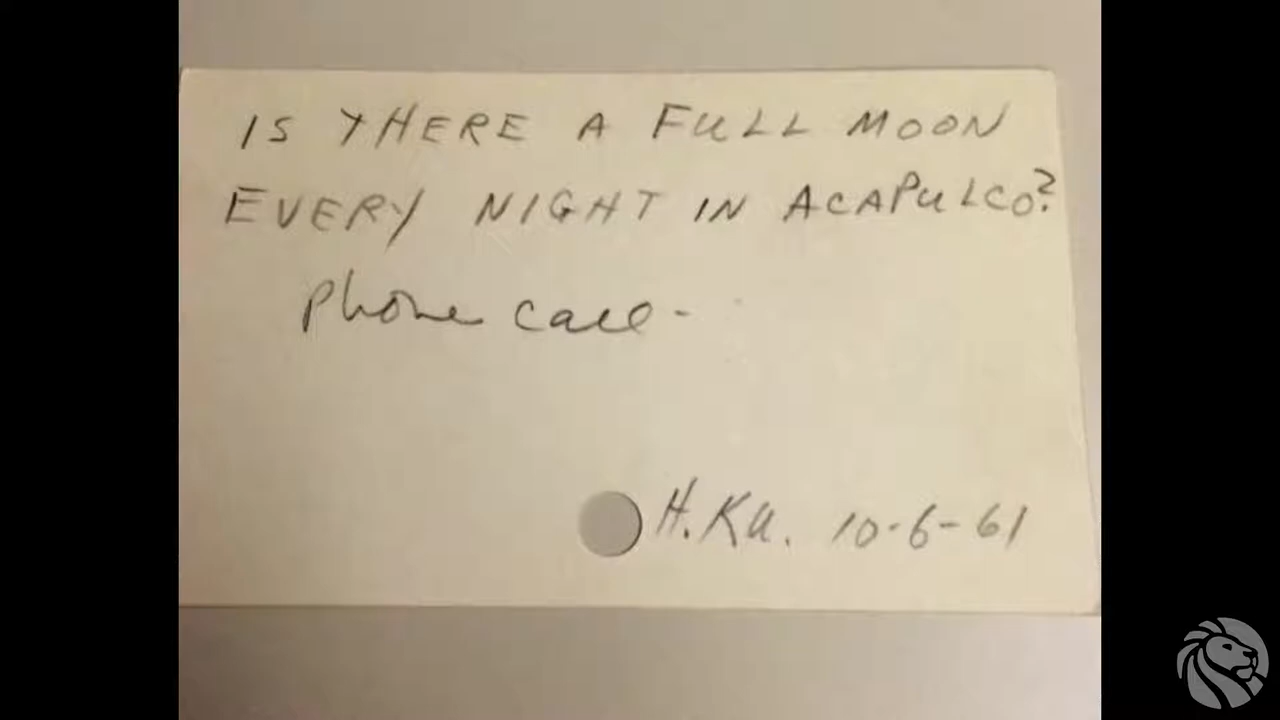 IS THERE A FULL MOON
EVERY NIGHT IN ACAPULCO?
Phone call-
H. Ku. 10-6-61